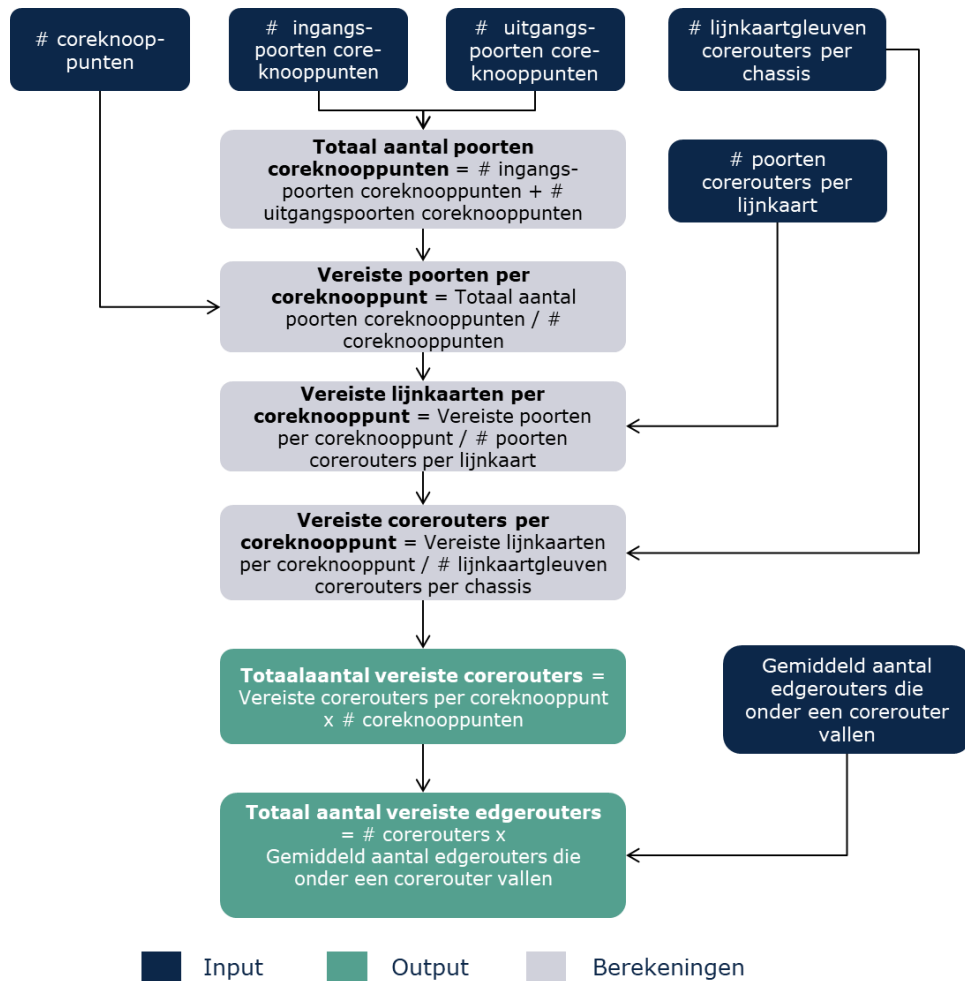 # coreknoop-
punten
# ingangs-
poorten core-
knooppunten
# uitgangs-
poorten core-
knooppunten
# lijnkaartgleuven
corerouters per
chassis
Totaal aantal poorten
coreknooppunten = # ingangs-
poorten coreknooppunten + #
uitgangspoorten coreknooppunten
# poorten
corerouters per
lijnkaart
Vereiste poorten per
coreknooppunt = Totaal aantal
poorten coreknooppunten / #
coreknooppunten
Vereiste lijnkaarten per
coreknooppunt = Vereiste poorten
per coreknooppunt / # poorten
corerouters per lijnkaart
Vereiste corerouters per
coreknooppunt = Vereiste lijnkaarten
per coreknooppunt / # lijnkaartgleuven
corerouters per chassis
Totaalaantal vereiste corerouters =
Vereiste corerouters per coreknooppunt
x # coreknooppunten
Gemiddeld aantal
edgerouters die
onder een corerouter
vallen
Totaal aantal vereiste edgerouters
= # corerouters x
Gemiddeld aantal edgerouters die
onder een corerouter vallen
Input
Output
Berekeningen